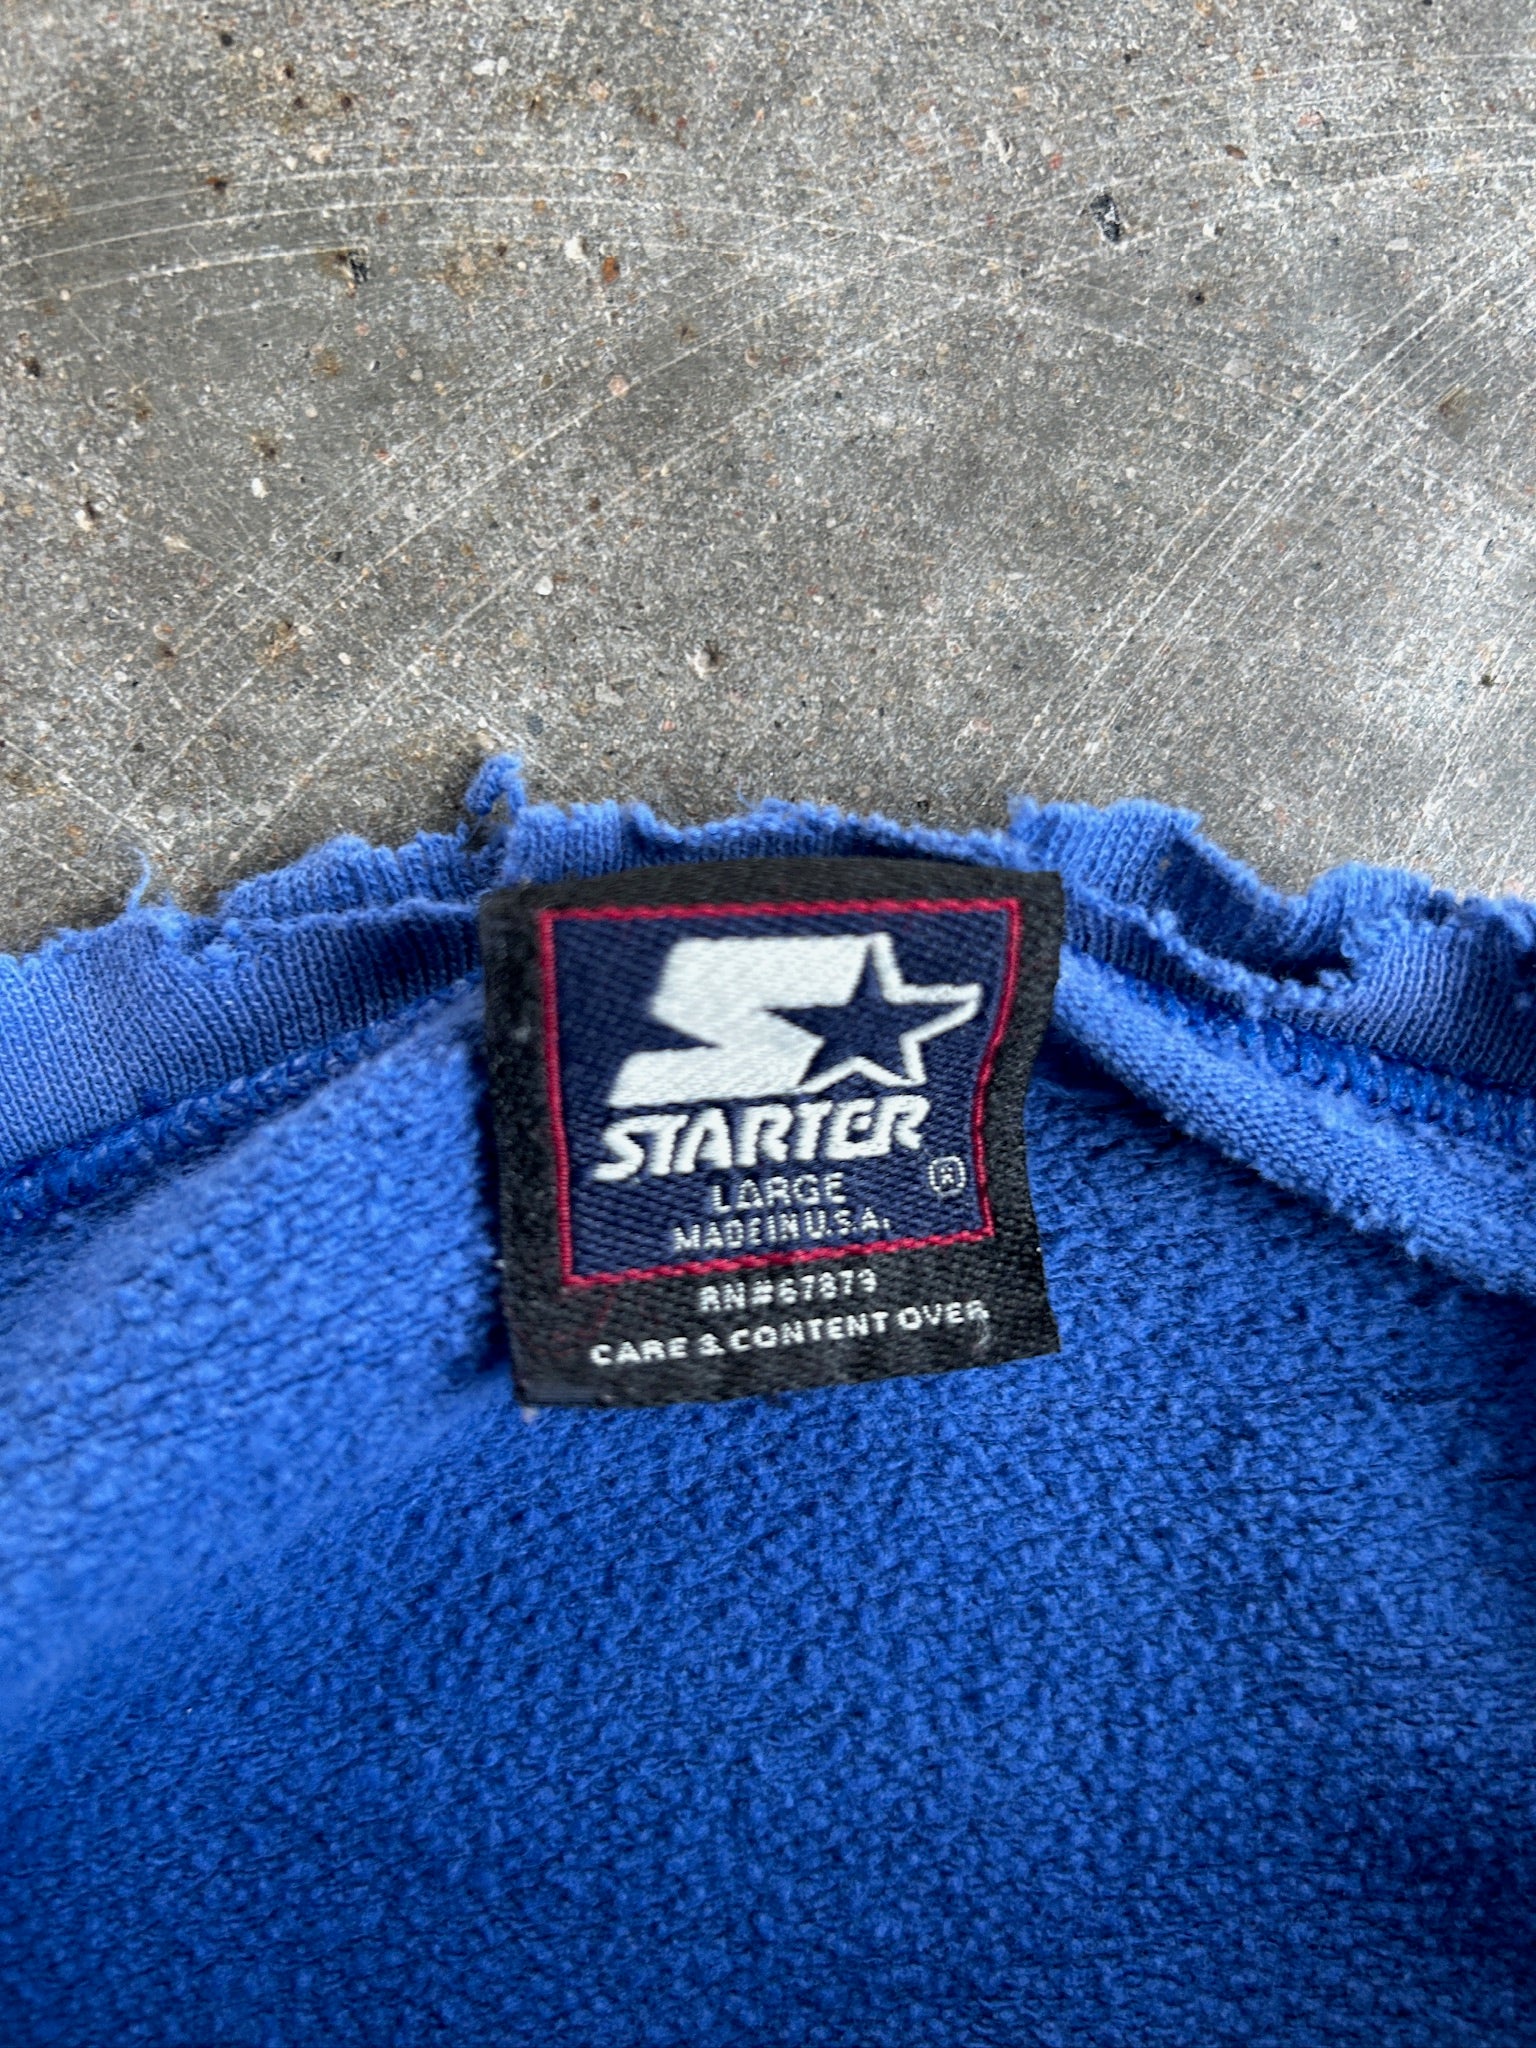 STARTER
LARGE ®
MADE IN U.S.A.
RN#67879
CARE & CONTENT OVER